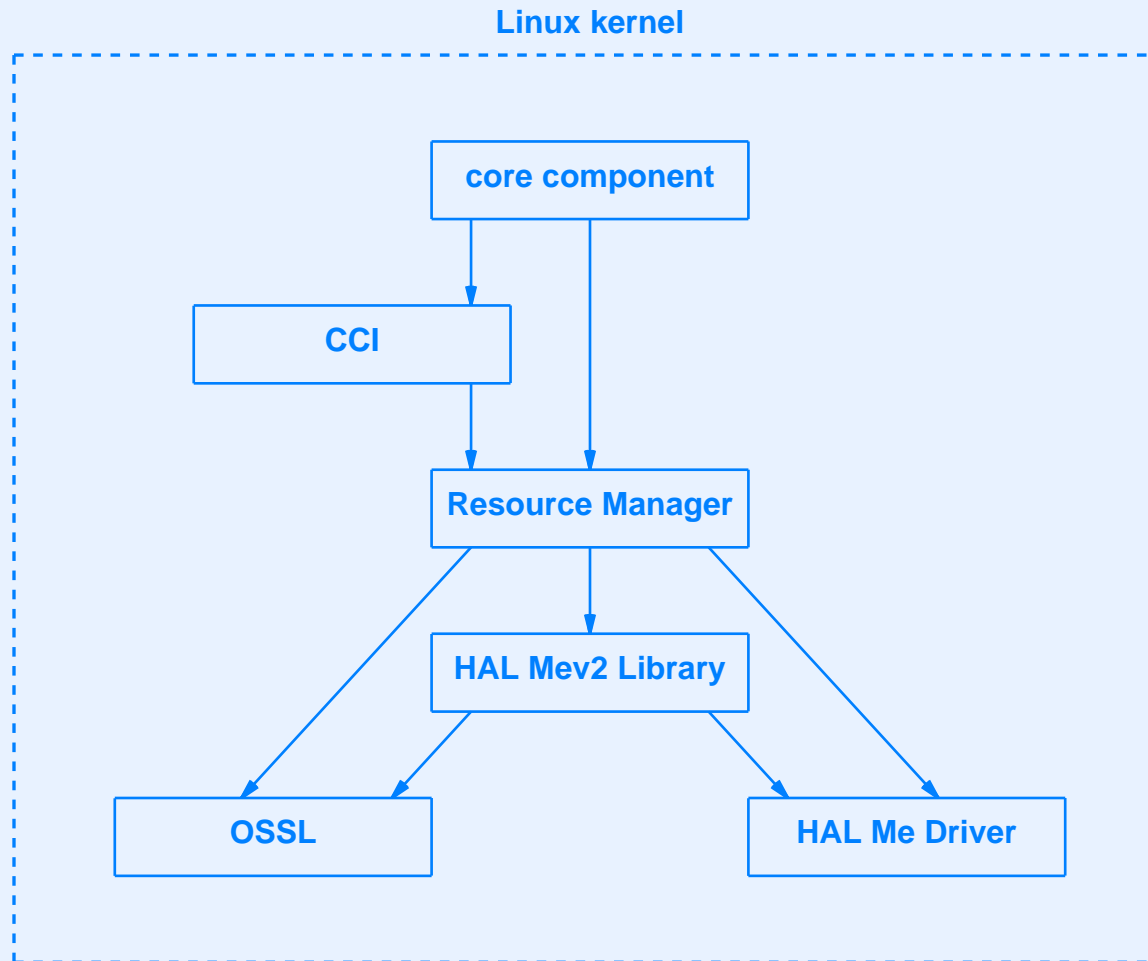 Linux kernel
core component
CCI
Resource Manager
HAL Mev2 Library
OSSL
HAL Me Driver